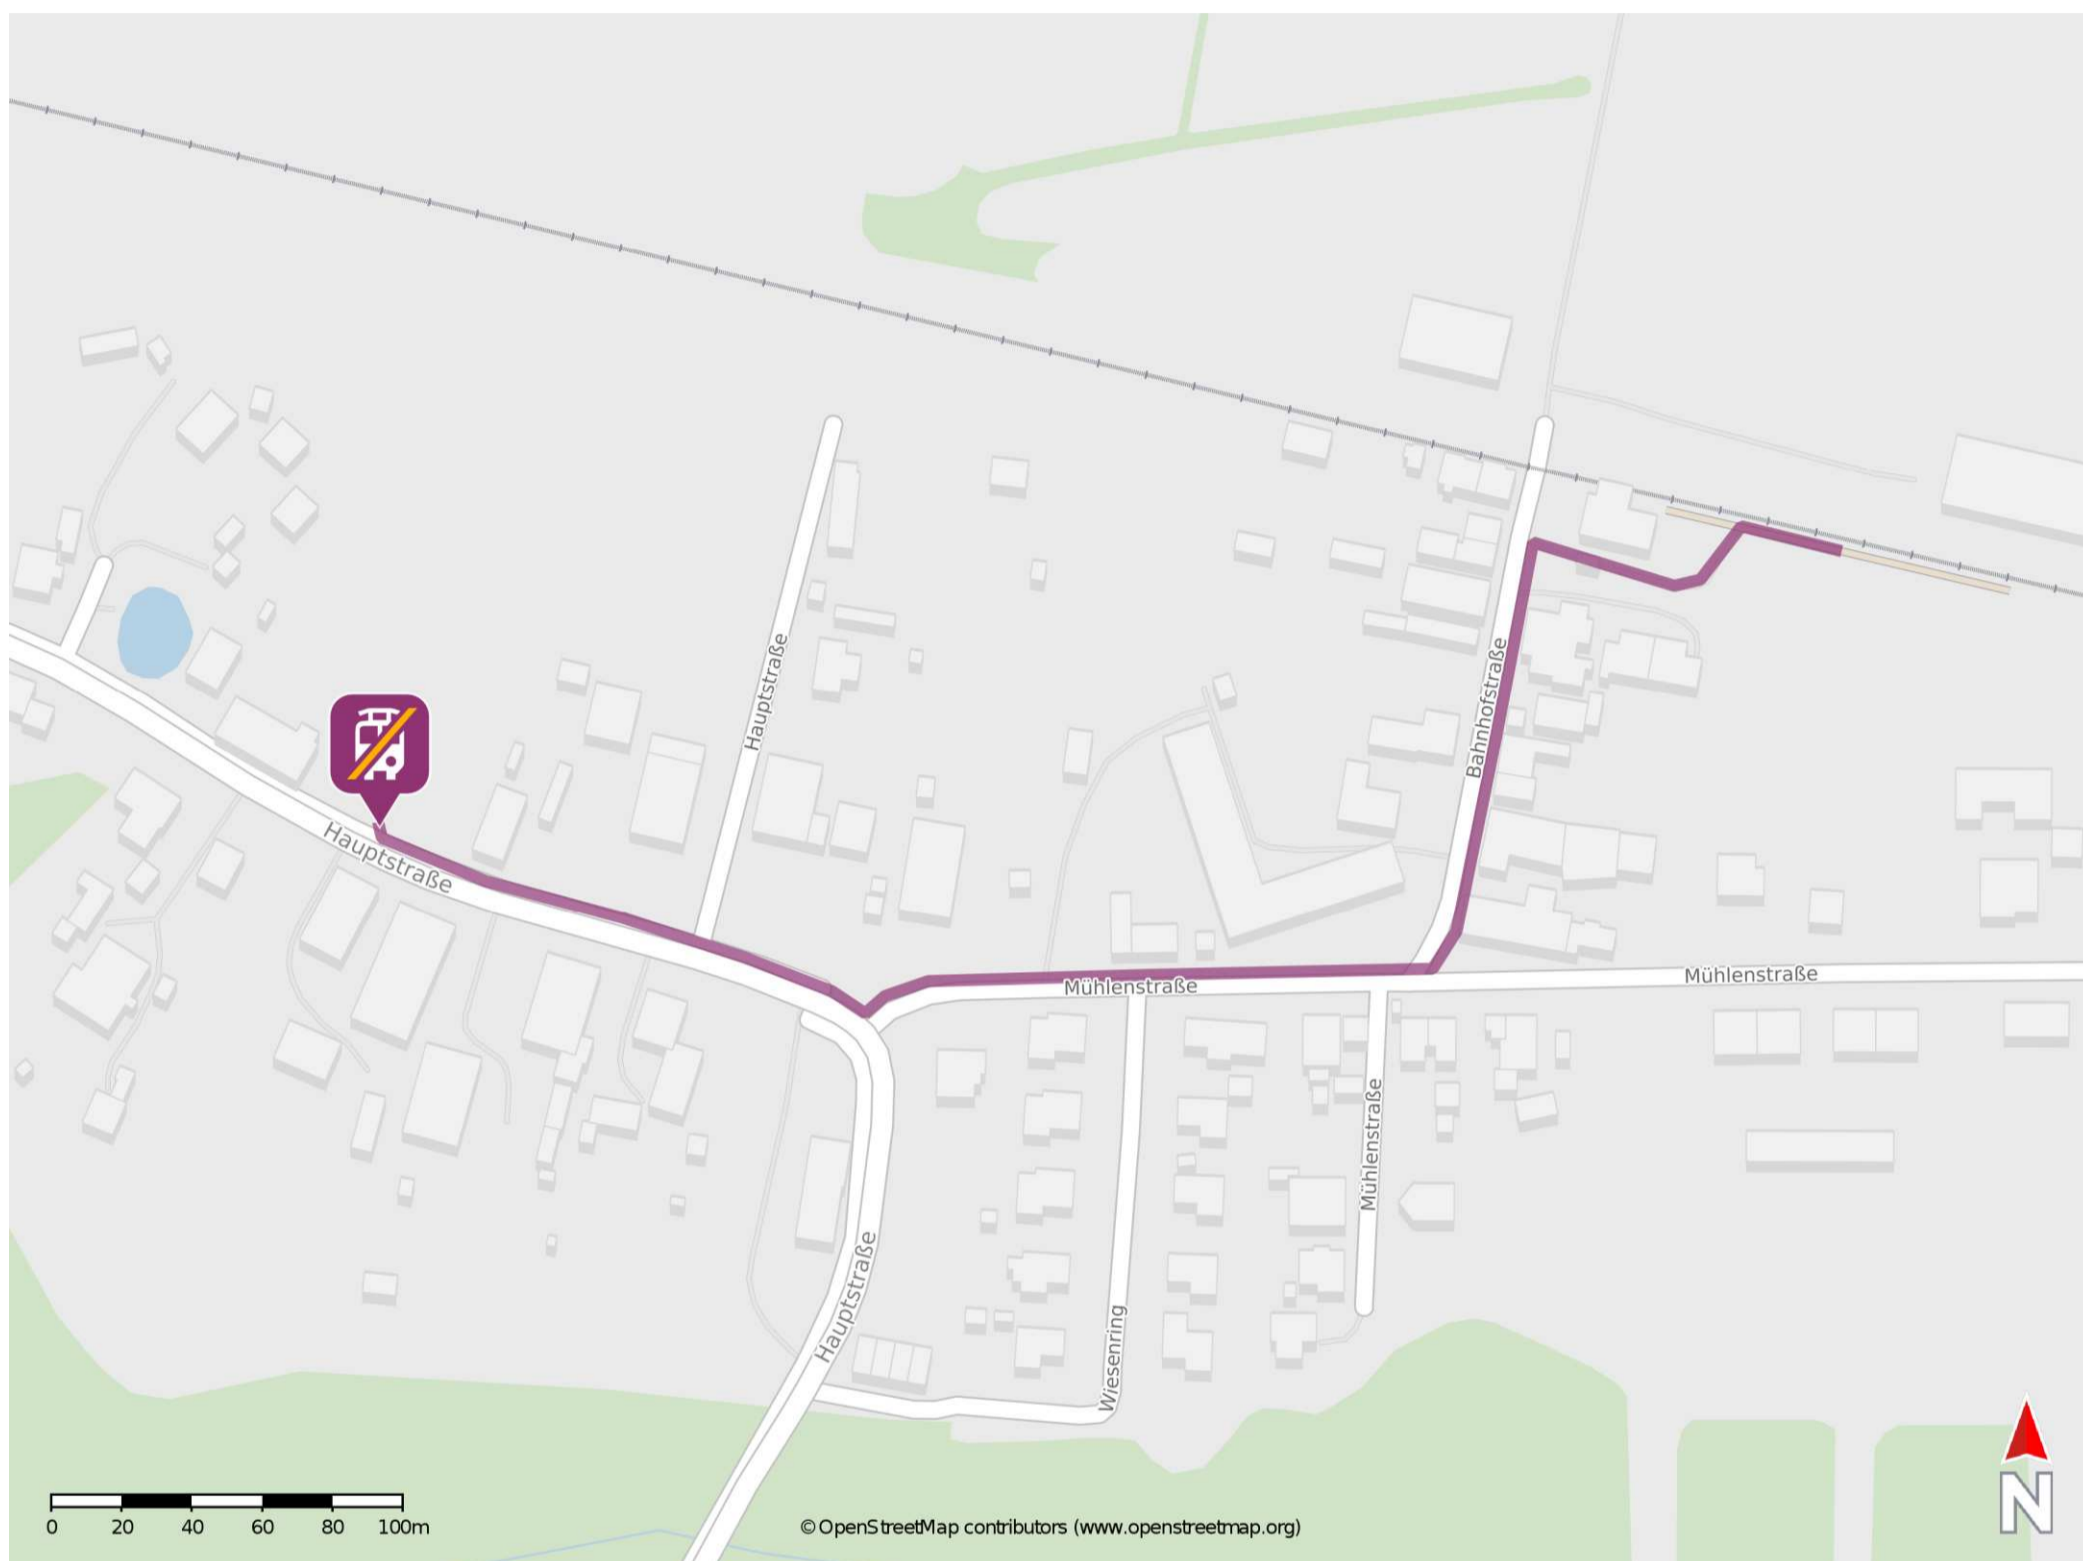 Hauptstraße
Bahnhofstraße
Hauptstraße
Mühlenstraße
Mühlenstraße
Mühlenstraße
Hauptstraße
Wiesenring
N
0 20 40 60 80 100m
© OpenStreetMap contributors (www.openstreetmap.org)